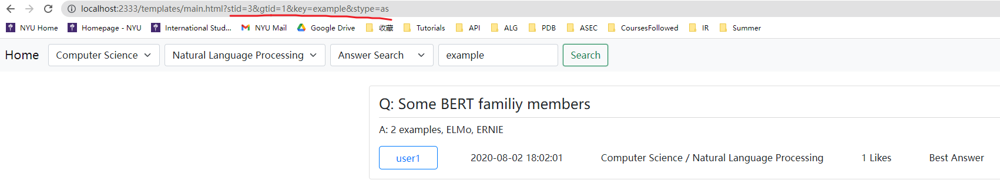 localhost:2333/templates/main.html?stid=3&gtid=1&key=example&stype=as
NYU Home Homepage - NYU International Stud... NYU Mail Google Drive 收藏 Tutorials API ALG PDB ASEC CoursesFollowed IR Summer
Home Computer Science Natural Language Processing Answer Search example Search
Q: Some BERT familiy members
A: 2 examples, ELMo, ERNIE
user1 2020-08-02 18:02:01 Computer Science / Natural Language Processing 1 Likes Best Answer